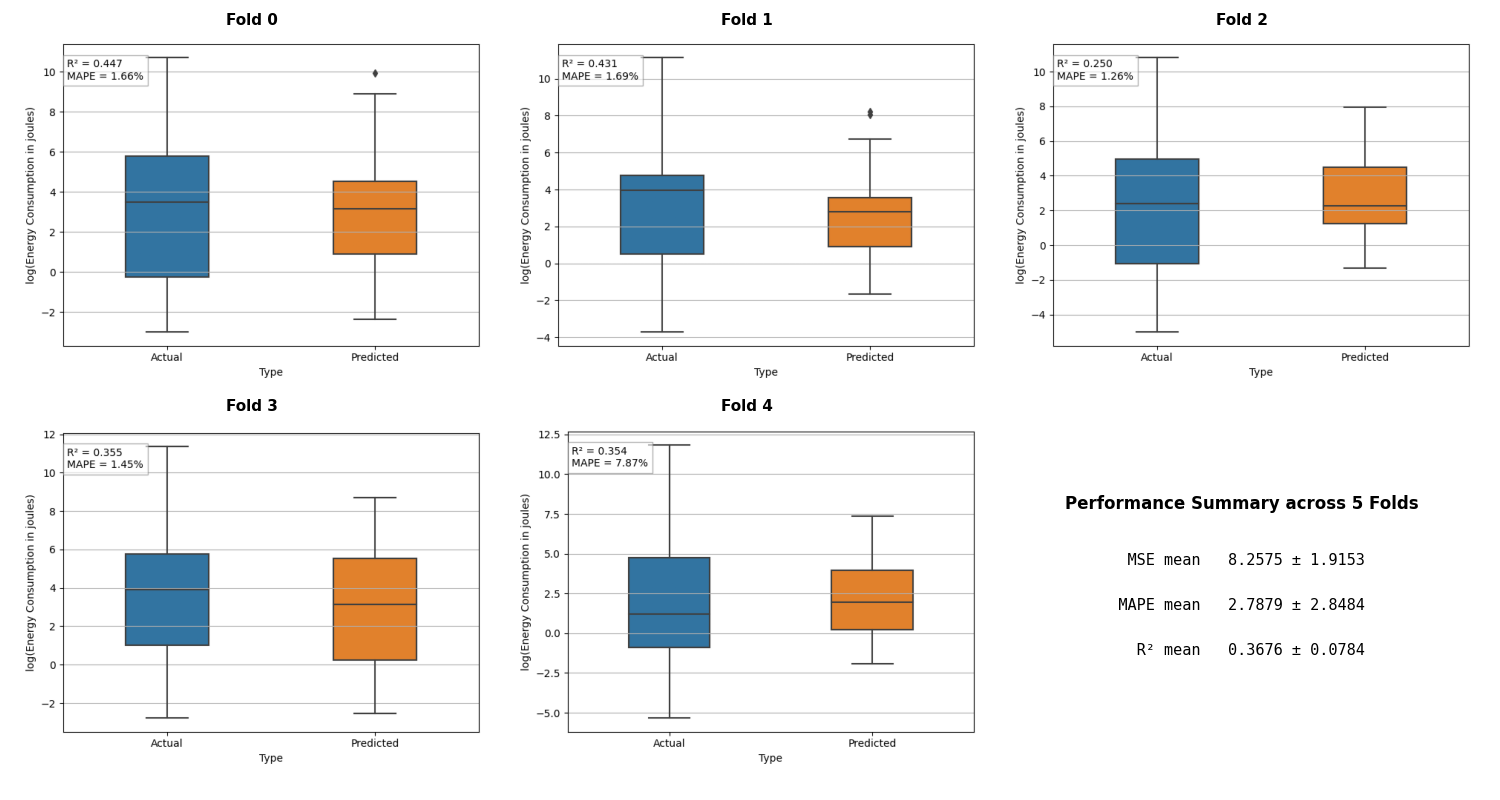 Fold 0
R² = 0.447
MAPE = 1.66%
10
8
6
4
2
0
−2
log(Energy Consumption in joules)
Actual
Predicted
Type
Fold 1
R² = 0.431
MAPE = 1.69%
10
8
6
4
2
0
−2
−4
log(Energy Consumption in joules)
Actual
Predicted
Type
Fold 2
R² = 0.250
MAPE = 1.26%
10
8
6
4
2
0
−2
−4
log(Energy Consumption in joules)
Actual
Predicted
Type
Fold 3
R² = 0.355
MAPE = 1.45%
12
10
8
6
4
2
0
−2
log(Energy Consumption in joules)
Actual
Predicted
Type
Fold 4
R² = 0.354
MAPE = 7.87%
12.5
10.0
7.5
5.0
2.5
0.0
−2.5
−5.0
log(Energy Consumption in joules)
Actual
Predicted
Type
Performance Summary across 5 Folds
MSE mean 8.2575 ± 1.9153
MAPE mean 2.7879 ± 2.8484
R² mean 0.3676 ± 0.0784